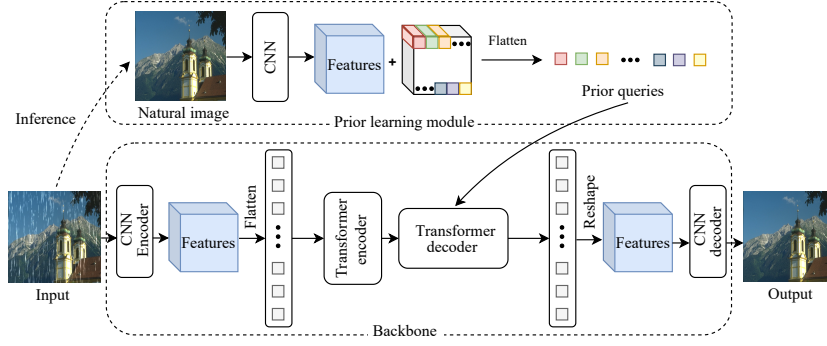 CNN
Features
+
Flatten
Natural image
Prior queries
Inference
Prior learning module
CNN
Encoder
Features
Flatten
Transformer
encoder
Transformer
decoder
Reshape
Features
CNN
decoder
Input
Output
Backbone